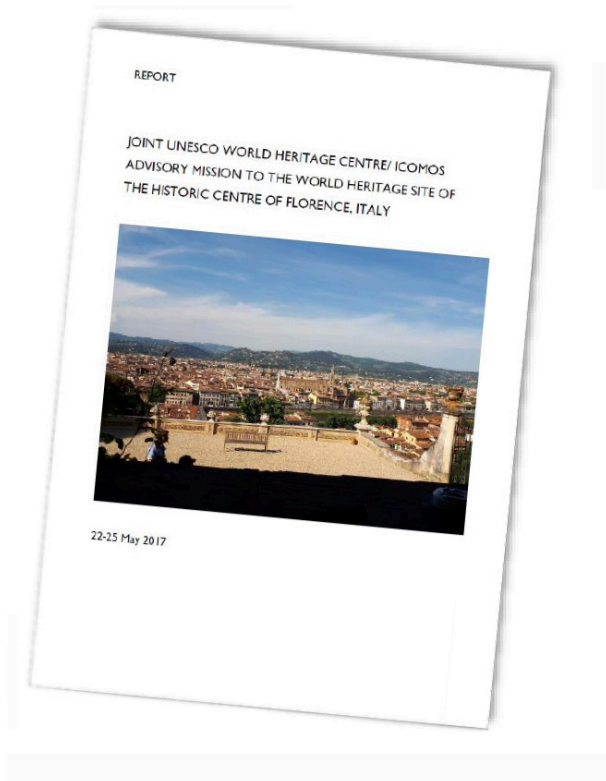 REPORT
JOINT UNESCO WORLD HERITAGE CENTRE/ ICOMOS
ADVISORY MISSION TO THE WORLD HERITAGE SITE OF
THE HISTORIC CENTRE OF FLORENCE, ITALY
22-25 May 2017